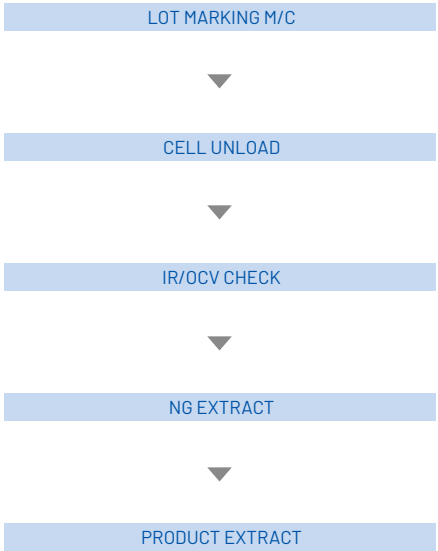 LOT MARKING M/C
CELL UNLOAD
IR/OCV CHECK
NG EXTRACT
PRODUCT EXTRACT